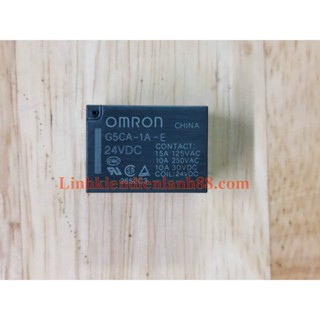 OMRON CHINA
G5CA-1A-E
24VDC
CONTACT:
15A 125VAC
10A 250VAC
10A 30VDC
COIL:24VDC
Linhkiendienlanh88.com